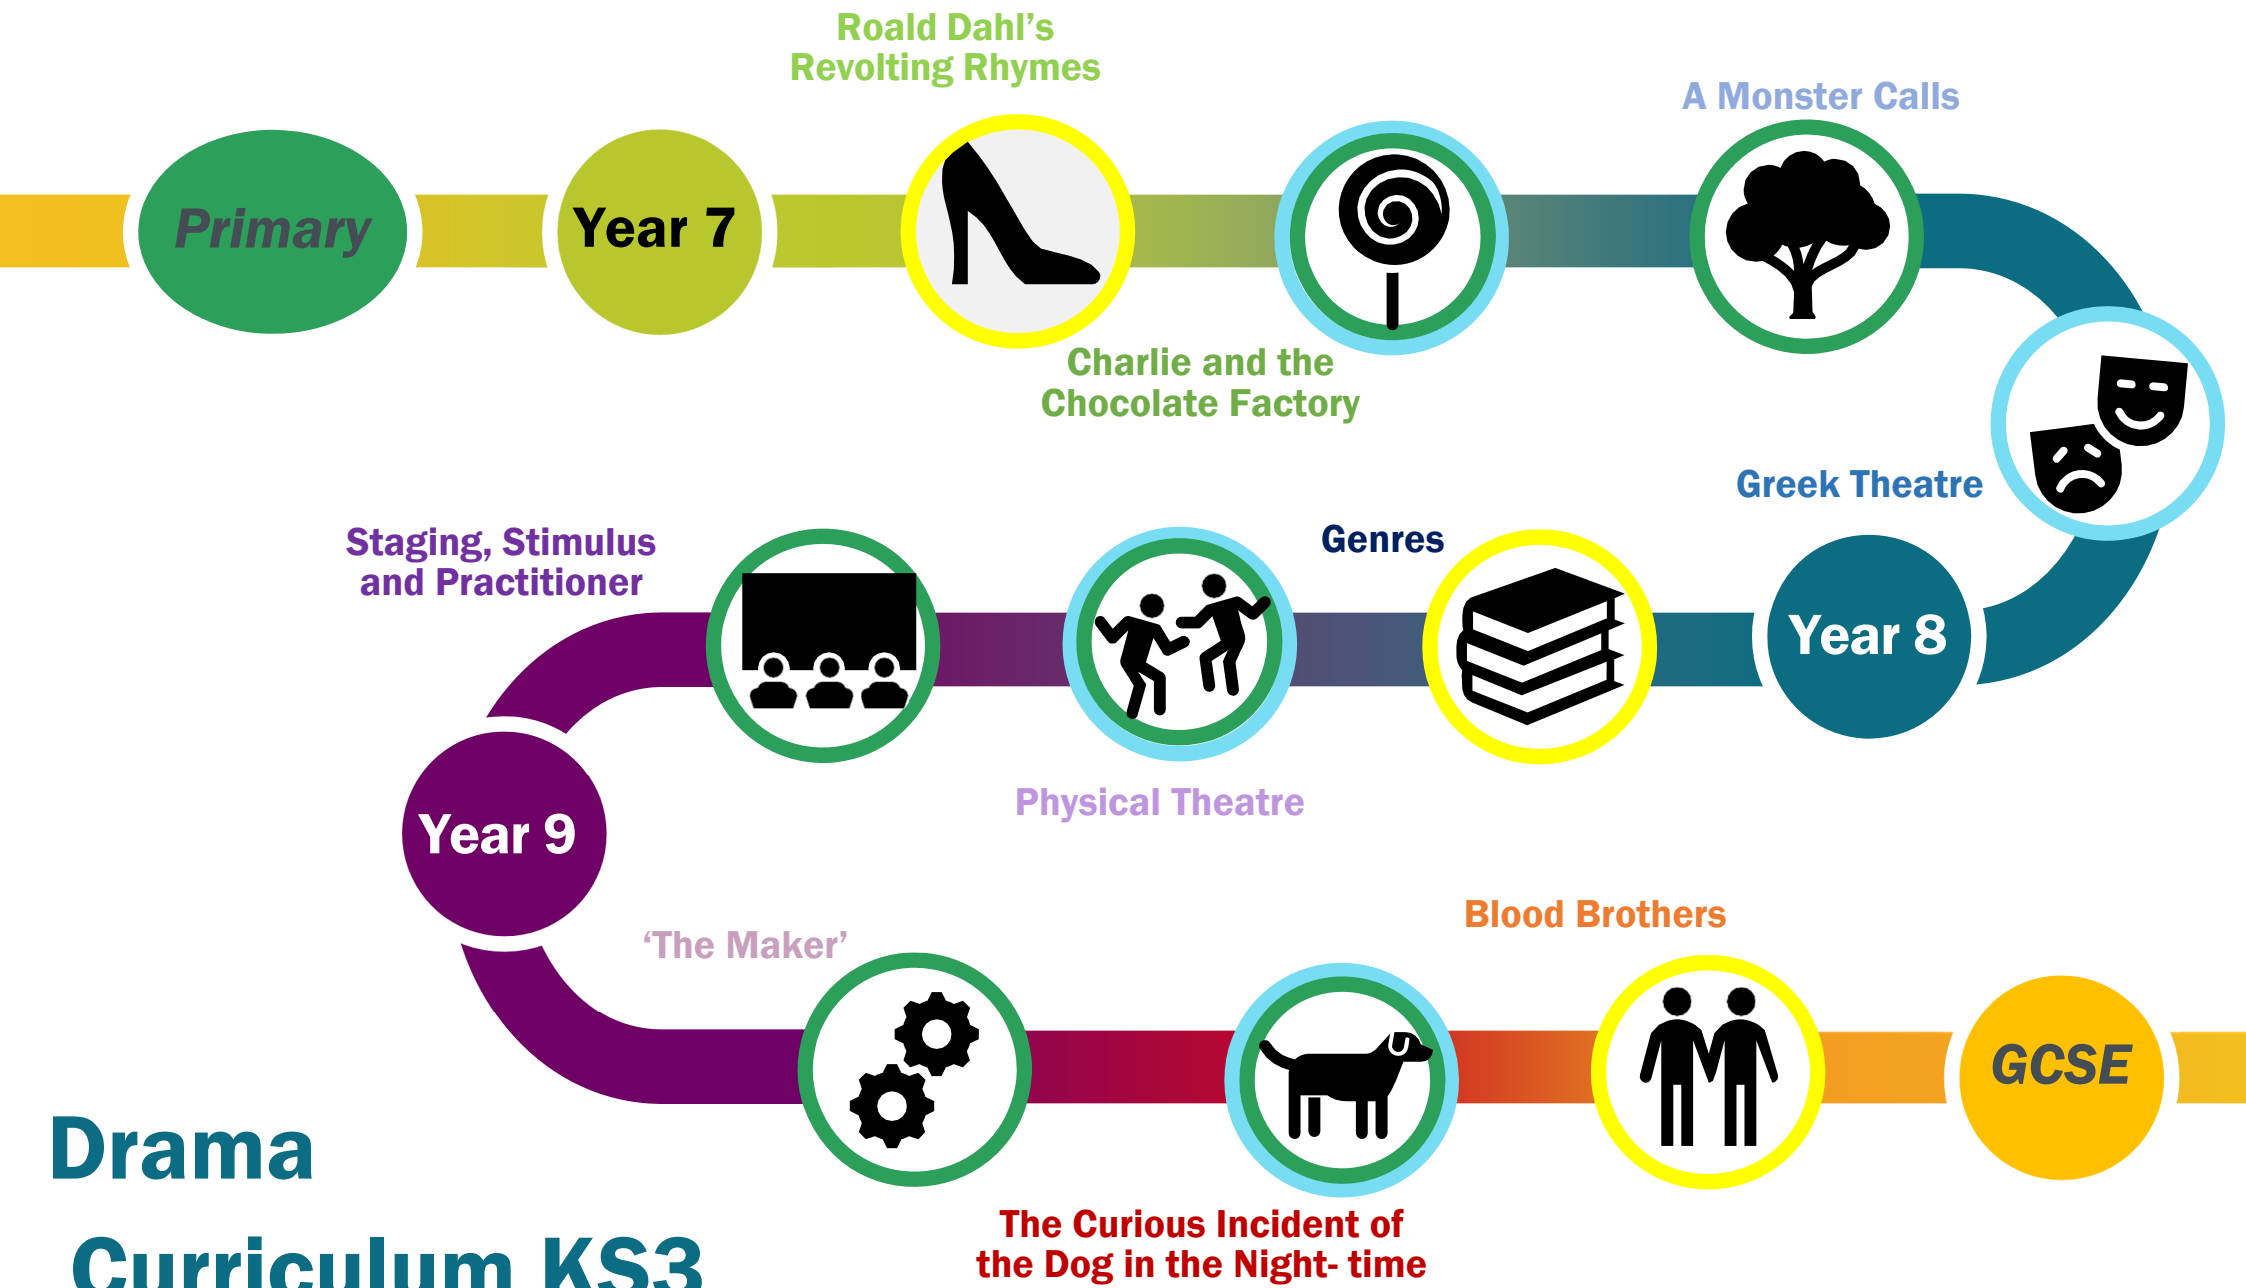 Roald Dahl’s
Revolting Rhymes
A Monster Calls
Primary
Year 7
Charlie and the
Chocolate Factory
Greek Theatre
Genres
Staging, Stimulus
and Practitioner
Year 8
Physical Theatre
Year 9
‘The Maker’
Blood Brothers
GCSE
The Curious Incident of
the Dog in the Night- time
Drama
Curriculum KS3